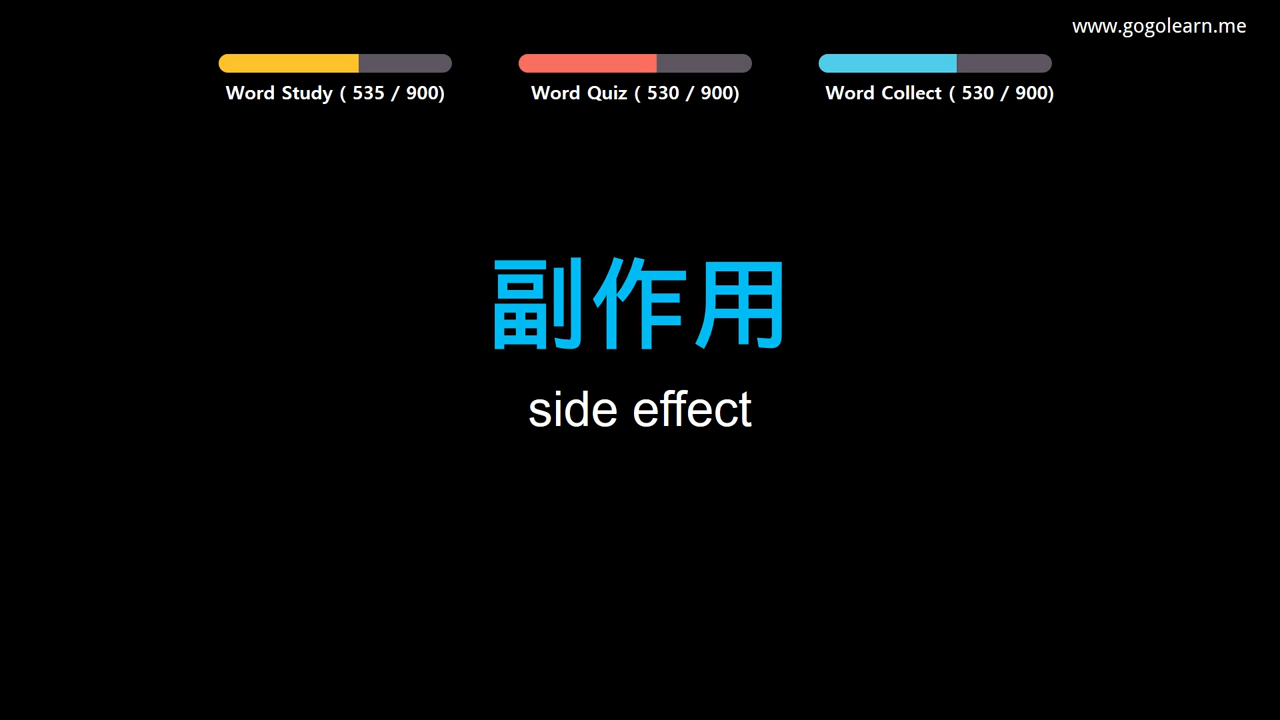 www.gogolearn.me
Word Study ( 535 / 900)
Word Quiz ( 530 / 900)
Word Collect ( 530 / 900)
副作用
side effect